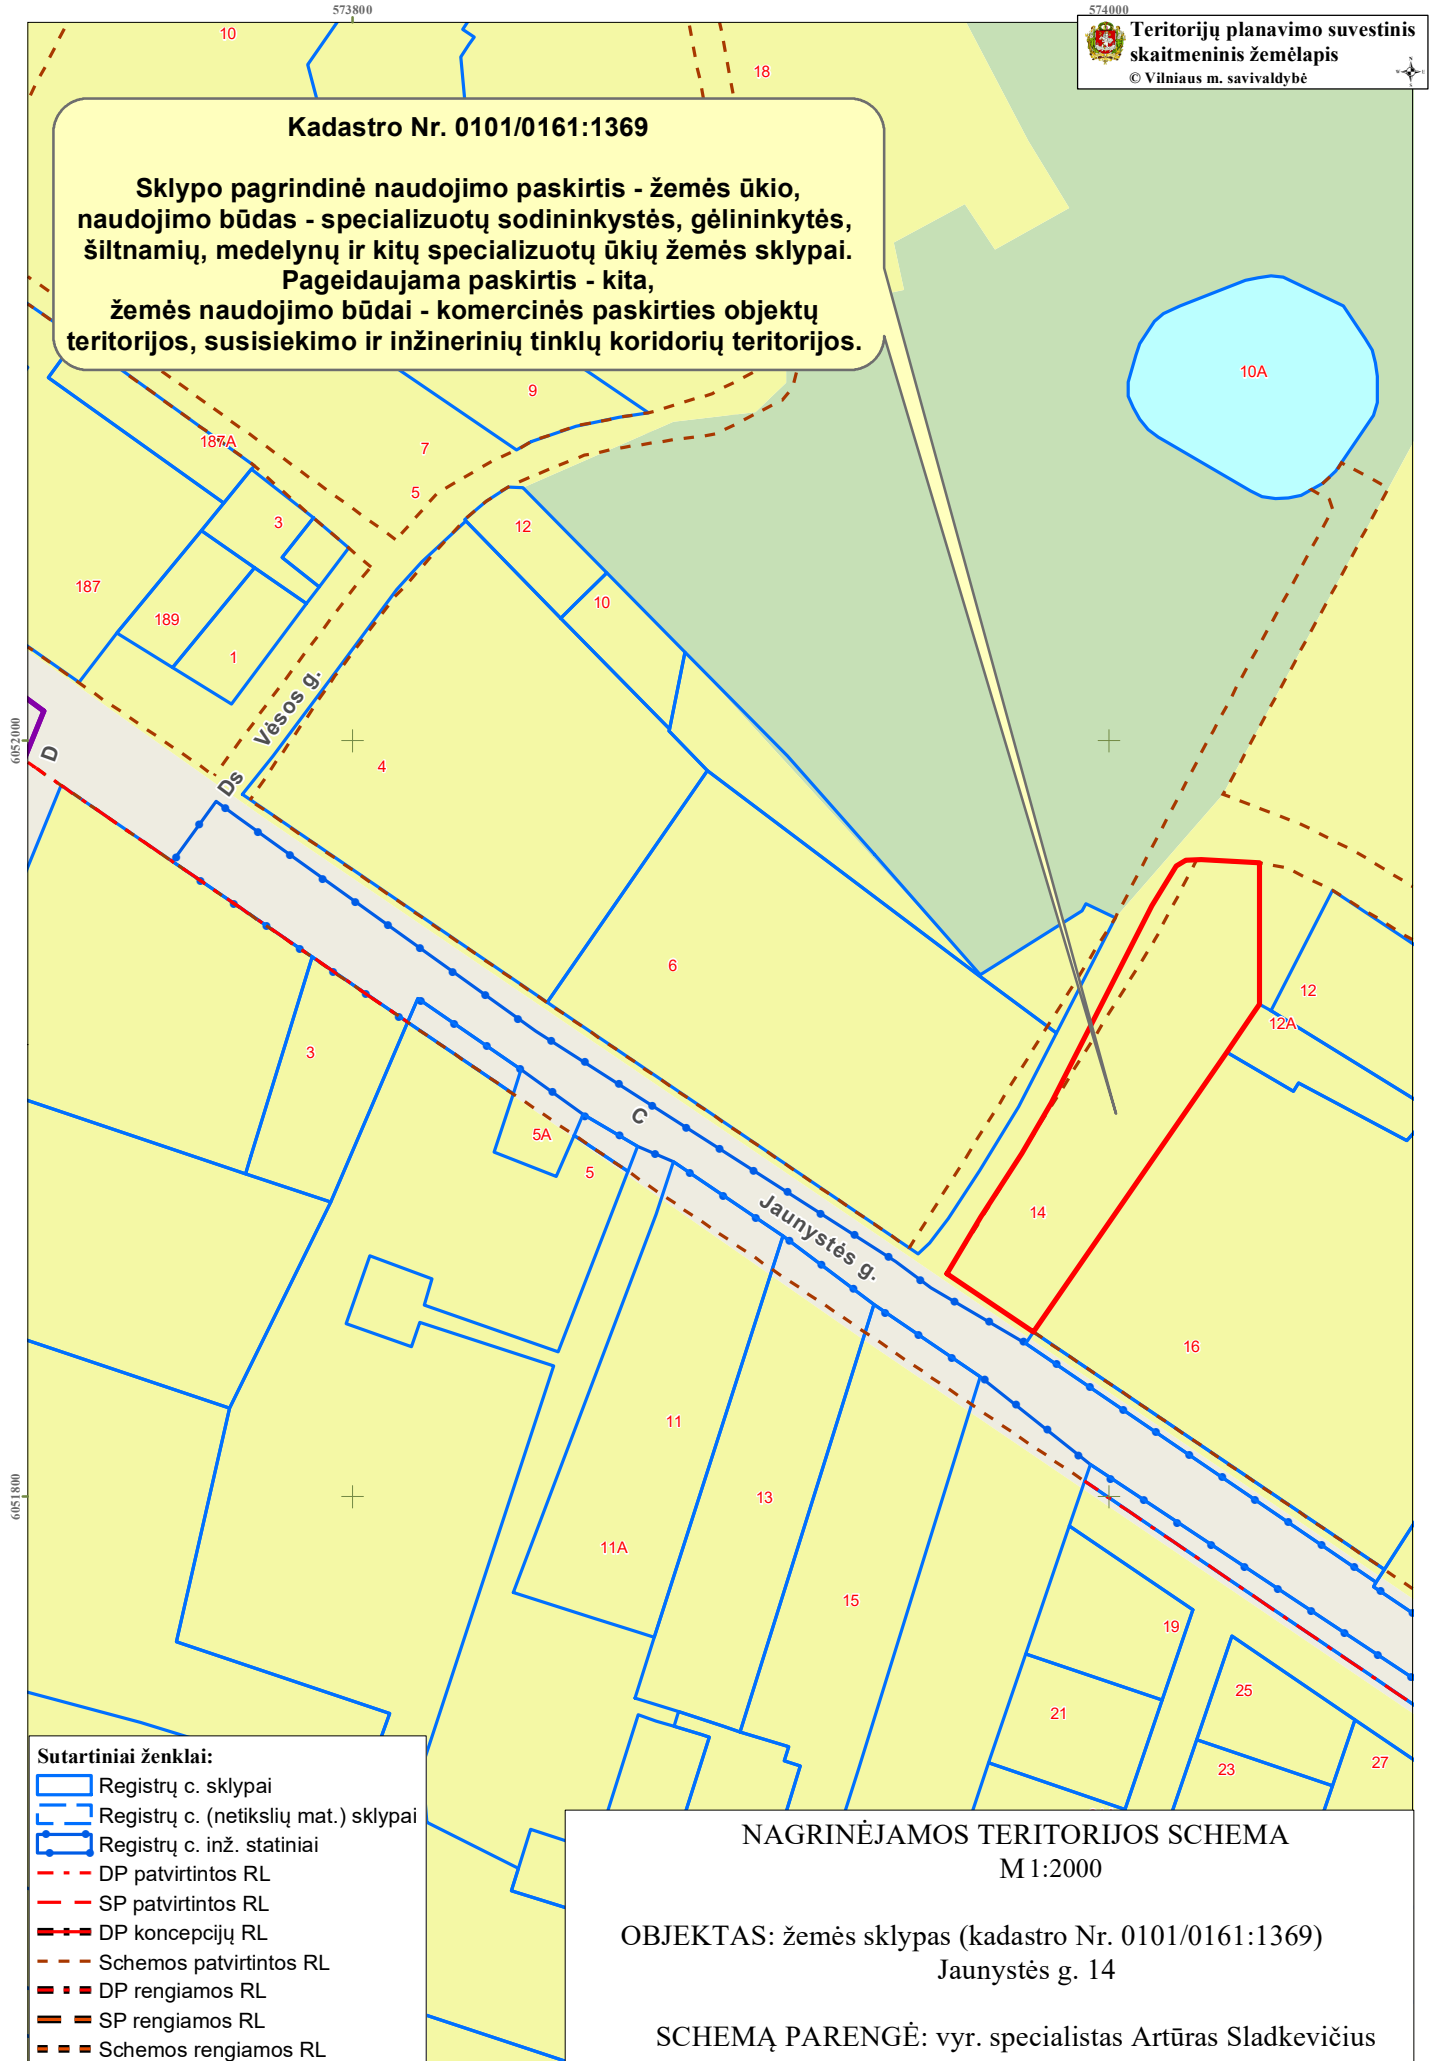 573800
574000
Teritorijų planavimo suvestinis
skaitmeninis žemėlapis
© Vilniaus m. savivaldybė
10
18
Kadastro Nr. 0101/0161:1369
Sklypo pagrindinė naudojimo paskirtis - žemės ūkio,
naudojimo būdas - specializuotų sodininkystės, gėlininkytės,
šiltnamių, medelynų ir kitų specializuotų ūkių žemės sklypai.
Pageidaujama paskirtis - kita,
žemės naudojimo būdai - komercinės paskirties objektų
teritorijos, susisiekimo ir inžinerinių tinklų koridorių teritorijos.
10A
9
187A
7
5
3
12
187
189
10
1
Vėsos g.
6052000
D
Ds
4
6
12
12A
3
C
5A
5
14
Jaunystės g.
16
11
6051800
13
11A
15
19
21
25
23
27
Sutartiniai ženklai:
Registrų c. sklypai
Registrų c. (netikslių mat.) sklypai
Registrų c. inž. statiniai
DP patvirtintos RL
SP patvirtintos RL
DP koncepcijų RL
Schemos patvirtintos RL
DP rengiamos RL
SP rengiamos RL
Schemos rengiamos RL
NAGRINĖJAMOS TERITORIJOS SCHEMA
M 1:2000
OBJEKTAS: žemės sklypas (kadastro Nr. 0101/0161:1369)
Jaunystės g. 14
SCHEMĄ PARENGĖ: vyr. specialistas Artūras Sladkevičius